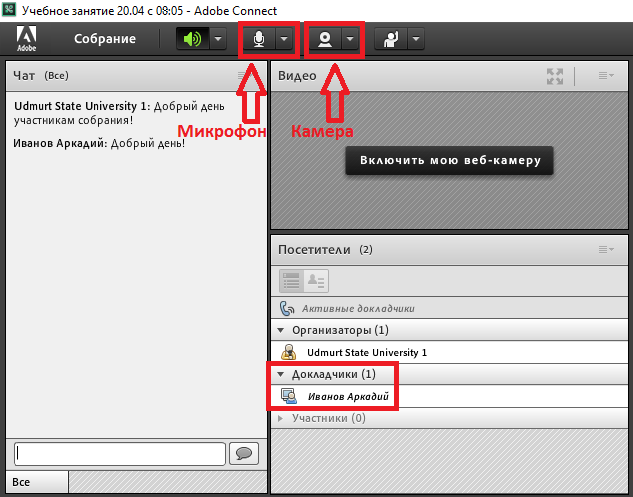 Учебное занятие 20.04 с 08:05 - Adobe Connect
Adobe
Собрание
Чат (Все)
Udmurt State University 1: Добрый день
участникам собрания!
Иванов Аркадий: Добрый день!
Микрофон
Камера
Видео
Включить мою веб-камеру
Посетители (2)
Активные докладчики
Организаторы (1)
Udmurt State University 1
Докладчики (1)
Иванов Аркадий
Участники (0)
Все